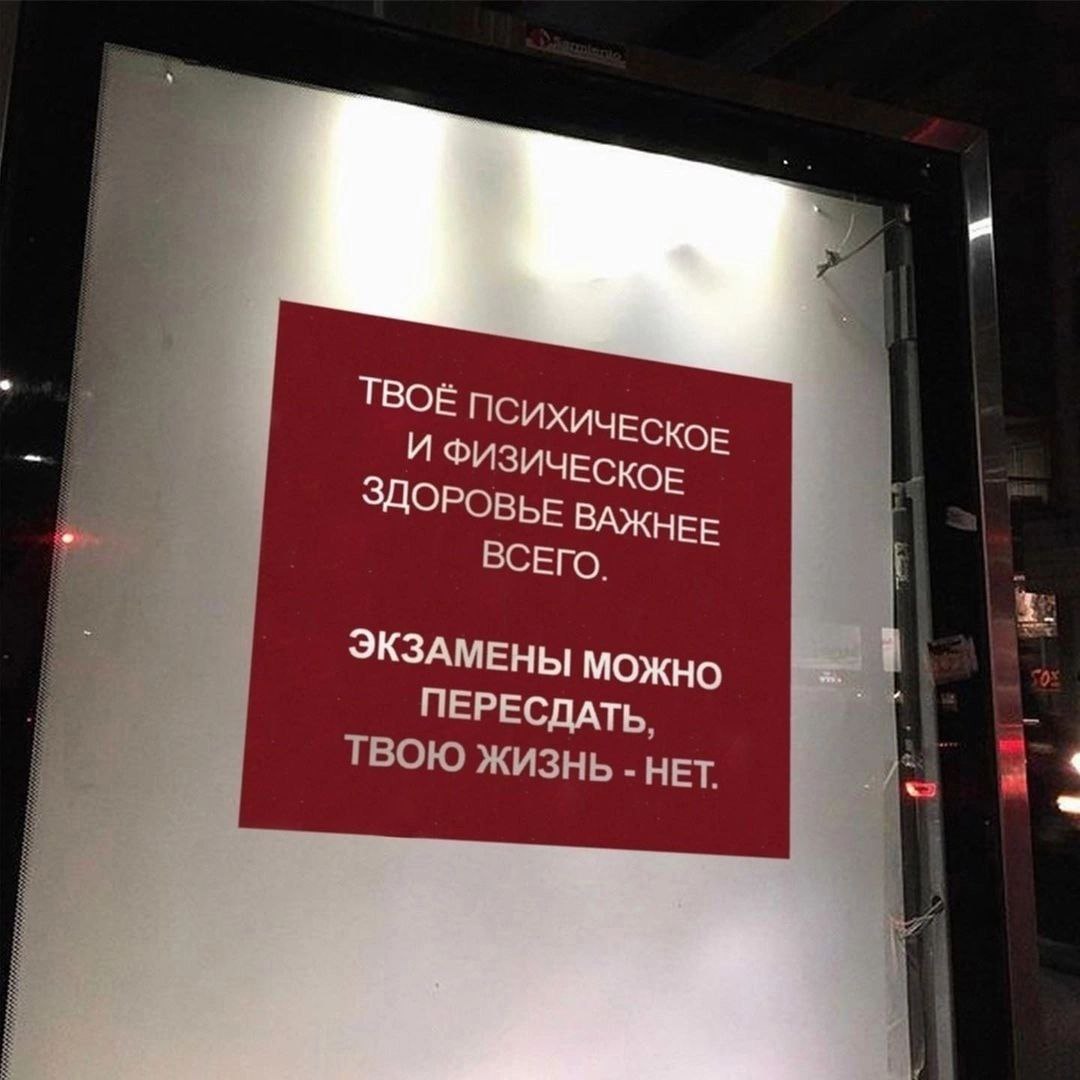 ТВОЁ ПСИХИЧЕСКОЕ
И ФИЗИЧЕСКОЕ
ЗДОРОВЬЕ ВАЖНЕЕ
ВСЕГО.
ЭКЗАМЕНЫ МОЖНО
ПЕРЕСДАТЬ,
ТВОЮ ЖИЗНЬ - НЕТ.